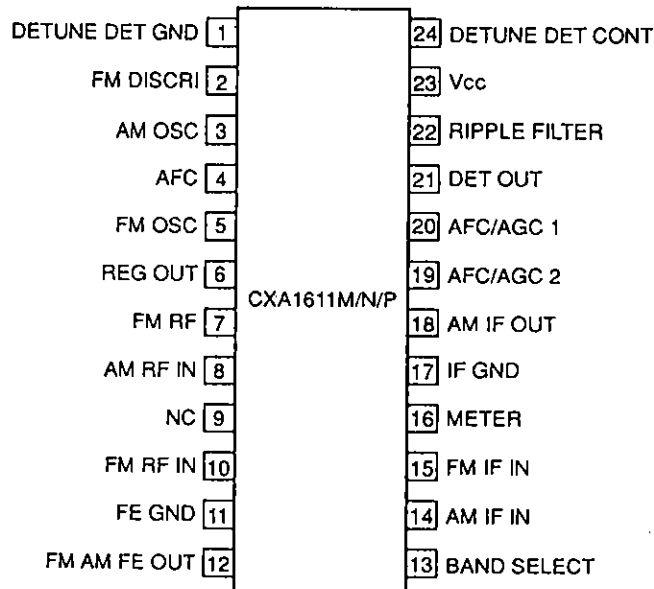 DETUNE DET GND 1
FM DISCRI 2
AM OSC 3
AFC 4
FM OSC 5
REG OUT 6
FM RF 7
AM RF IN 8
NC 9
FM RF IN 10
FE GND 11
FM AM FE OUT 12
CXA1611M/N/P
24 DETUNE DET CONT
23 Vcc
22 RIPPLE FILTER
21 DET OUT
20 AFC/AGC 1
19 AFC/AGC 2
18 AM IF OUT
17 IF GND
16 METER
15 FM IF IN
14 AM IF IN
13 BAND SELECT